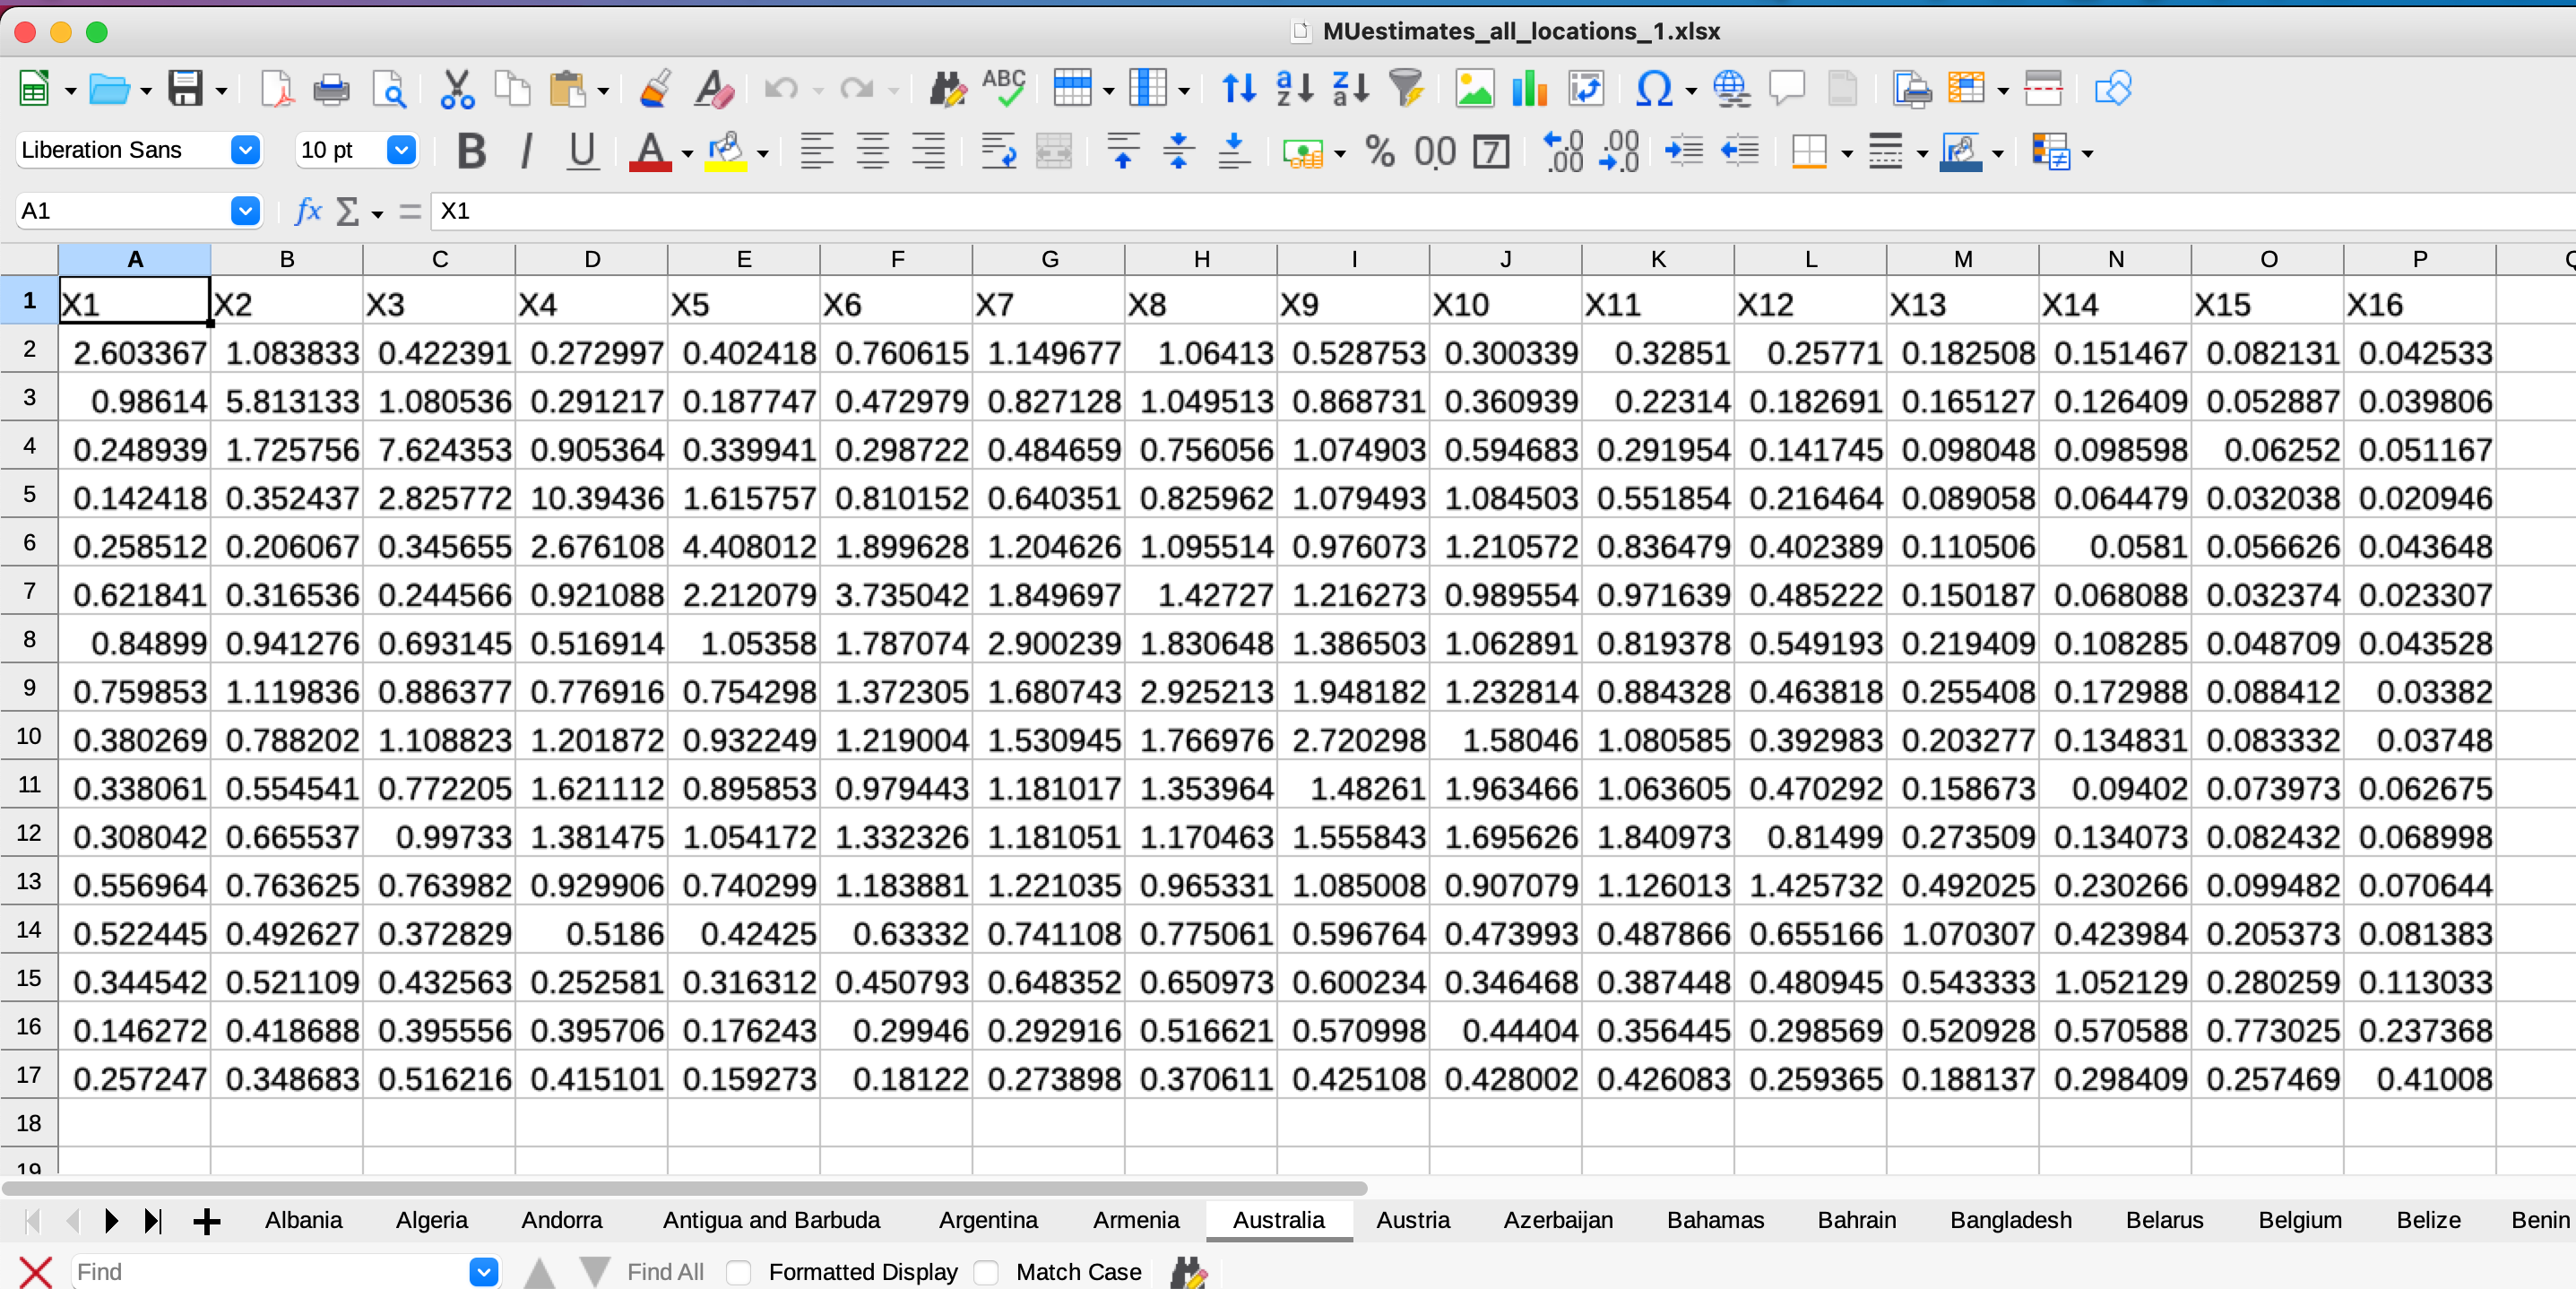 MUestimates_all_locations_1.xlsx
ABC
a z z a Ω
Liberation Sans 10 pt B I U A % 00 7 .0 .00 .00 .0
A1 fx Σ = X1
A B C D E F G H I J K L M N O P
1 X1 X2 X3 X4 X5 X6 X7 X8 X9 X10 X11 X12 X13 X14 X15 X16
2 2.603367 1.083833 0.422391 0.272997 0.402418 0.760615 1.149677 1.06413 0.528753 0.300339 0.32851 0.25771 0.182508 0.151467 0.082131 0.042533
3 0.98614 5.813133 1.080536 0.291217 0.187747 0.472979 0.827128 1.049513 0.868731 0.360939 0.22314 0.182691 0.165127 0.126409 0.052887 0.039806
4 0.248939 1.725756 7.624353 0.905364 0.339941 0.298722 0.484659 0.756056 1.074903 0.594683 0.291954 0.141745 0.098048 0.098598 0.06252 0.051167
5 0.142418 0.352437 2.825772 10.39436 1.615757 0.810152 0.640351 0.825962 1.079493 1.084503 0.551854 0.216464 0.089058 0.064479 0.032038 0.020946
6 0.258512 0.206067 0.345655 2.676108 4.408012 1.899628 1.204626 1.095514 0.976073 1.210572 0.836479 0.402389 0.110506 0.0581 0.056626 0.043648
7 0.621841 0.316536 0.244566 0.921088 2.212079 3.735042 1.849697 1.42727 1.216273 0.989554 0.971639 0.485222 0.150187 0.068088 0.032374 0.023307
8 0.84899 0.941276 0.693145 0.516914 1.05358 1.787074 2.900239 1.830648 1.386503 1.062891 0.819378 0.549193 0.219409 0.108285 0.048709 0.043528
9 0.759853 1.119836 0.886377 0.776916 0.754298 1.372305 1.680743 2.925213 1.948182 1.232814 0.884328 0.463818 0.255408 0.172988 0.088412 0.03382
10 0.380269 0.788202 1.108823 1.201872 0.932249 1.219004 1.530945 1.766976 2.720298 1.58046 1.080585 0.392983 0.203277 0.134831 0.083332 0.03748
11 0.338061 0.554541 0.772205 1.621112 0.895853 0.979443 1.181017 1.353964 1.48261 1.963466 1.063605 0.470292 0.158673 0.09402 0.073973 0.062675
12 0.308042 0.665537 0.99733 1.381475 1.054172 1.332326 1.181051 1.170463 1.555843 1.695626 1.840973 0.81499 0.273509 0.134073 0.082432 0.068998
13 0.556964 0.763625 0.763982 0.929906 0.740299 1.183881 1.221035 0.965331 1.085008 0.907079 1.126013 1.425732 0.492025 0.230266 0.099482 0.070644
14 0.522445 0.492627 0.372829 0.5186 0.42425 0.63332 0.741108 0.775061 0.596764 0.473993 0.487866 0.655166 1.070307 0.423984 0.205373 0.081383
15 0.344542 0.521109 0.432563 0.252581 0.316312 0.450793 0.648352 0.650973 0.600234 0.346468 0.387448 0.480945 0.543333 1.052129 0.280259 0.113033
16 0.146272 0.418688 0.395556 0.395706 0.176243 0.29946 0.292916 0.516621 0.570998 0.44404 0.356445 0.298569 0.520928 0.570588 0.773025 0.237368
17 0.257247 0.348683 0.516216 0.415101 0.159273 0.18122 0.273898 0.370611 0.425108 0.428002 0.426083 0.259365 0.188137 0.298409 0.257469 0.41008
18
19
Albania Algeria Andorra Antigua and Barbuda Argentina Armenia Australia Austria Azerbaijan Bahamas Bahrain Bangladesh Belarus Belgium Belize Benin
Find Find All Formatted Display Match Case